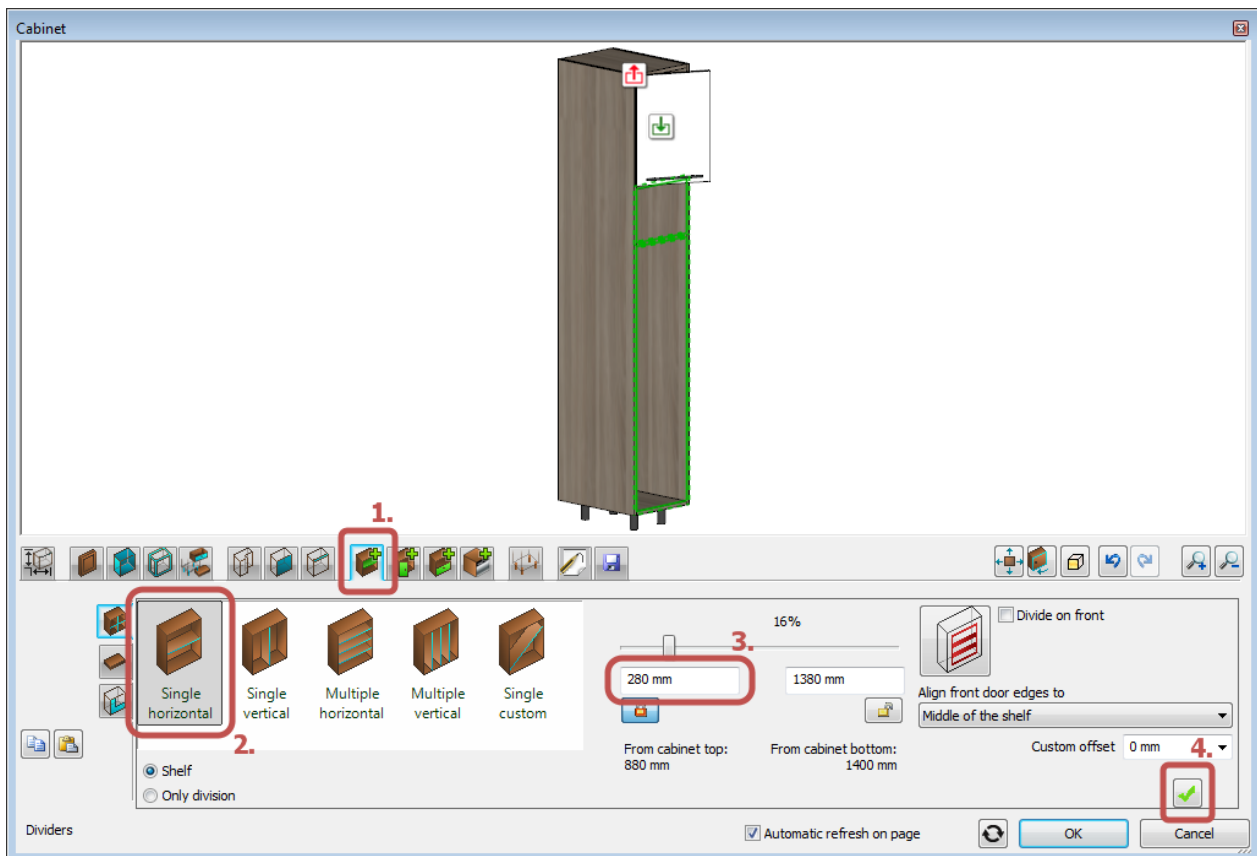 Cabinet
1.
Single horizontal
Single vertical
Multiple horizontal
Multiple vertical
Single custom
2.
Shelf
Only division
16%
3.
280 mm
1380 mm
From cabinet top:
880 mm
From cabinet bottom:
1400 mm
Divide on front
Align front door edges to
Middle of the shelf
Custom offset 0 mm
4.
Dividers
Automatic refresh on page
OK
Cancel